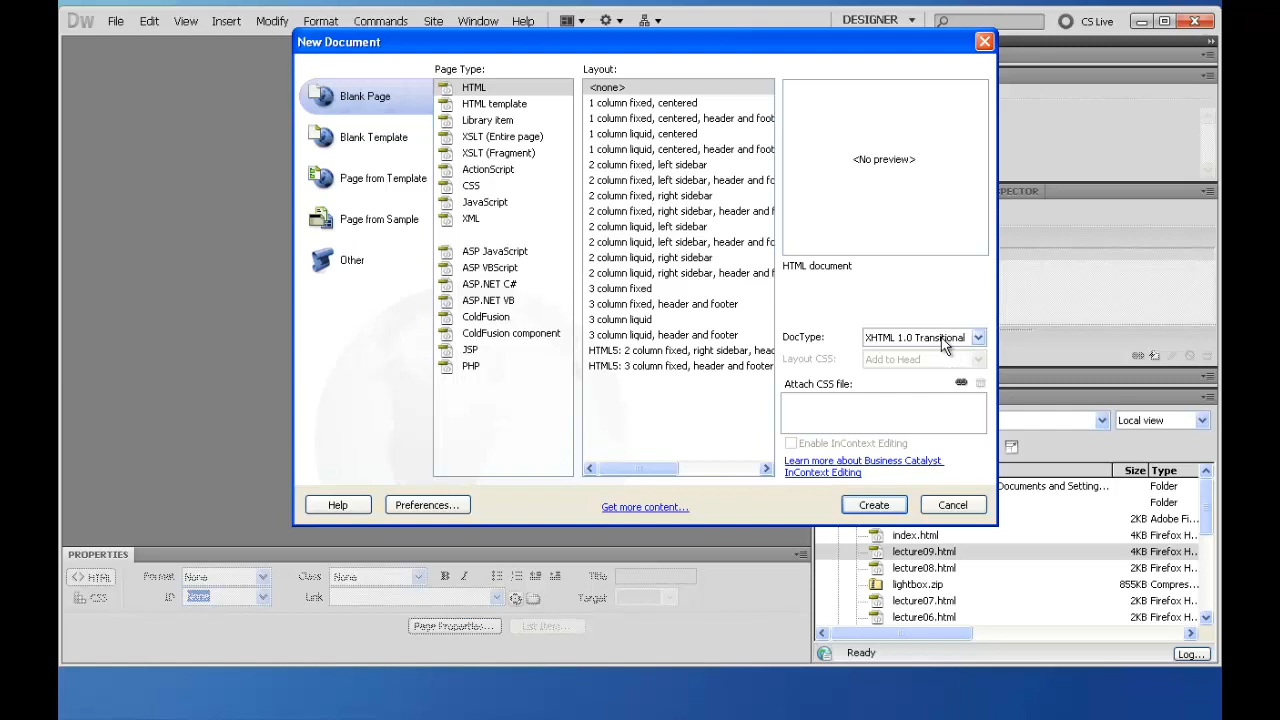 Dw File Edit View Insert Modify Format Commands Site Window Help DESIGNER CS Live
New Document
Page Type: Layout:
Blank Page
Blank Template
Page from Template
Page from Sample
Other
HTML
HTML template
Library item
XSLT (Entire page)
XSLT (Fragment)
ActionScript
CSS
JavaScript
XML
ASP JavaScript
ASP VBScript
ASP.NET C#
ASP.NET VB
ColdFusion
ColdFusion component
JSP
PHP
<none>
1 column fixed, centered
1 column fixed, centered, header and foot
1 column liquid, centered
1 column liquid, centered, header and foot
2 column fixed, left sidebar
2 column fixed, left sidebar, header and fo
2 column fixed, right sidebar
2 column fixed, right sidebar, header and f
2 column liquid, left sidebar
2 column liquid, left sidebar, header and fo
2 column liquid, right sidebar
2 column liquid, right sidebar, header and f
3 column fixed
3 column fixed, header and footer
3 column liquid
3 column liquid, header and footer
HTML5: 2 column fixed, right sidebar, head
HTML5: 3 column fixed, header and footer
<No preview>
HTML document
DocType: XHTML 1.0 Transitional
Layout CSS: Add to Head
Attach CSS file:
Enable InContext Editing
Learn more about Business Catalyst
InContext Editing
Help Preferences... Get more content... Create Cancel
SPECTOR
Local view
Size Type
Documents and Setting... Folder
Folder
2KB Adobe Fi...
index.html 4KB Firefox H...
lecture09.html 4KB Firefox H...
lecture08.html 2KB Firefox H...
lightbox.zip 855KB Compres...
lecture07.html 2KB Firefox H...
lecture06.html 2KB Firefox H...
Ready Log...
PROPERTIES
<> HTML Format None Class None B I Title
CSS ID None Link Target
Page Properties... List Item...